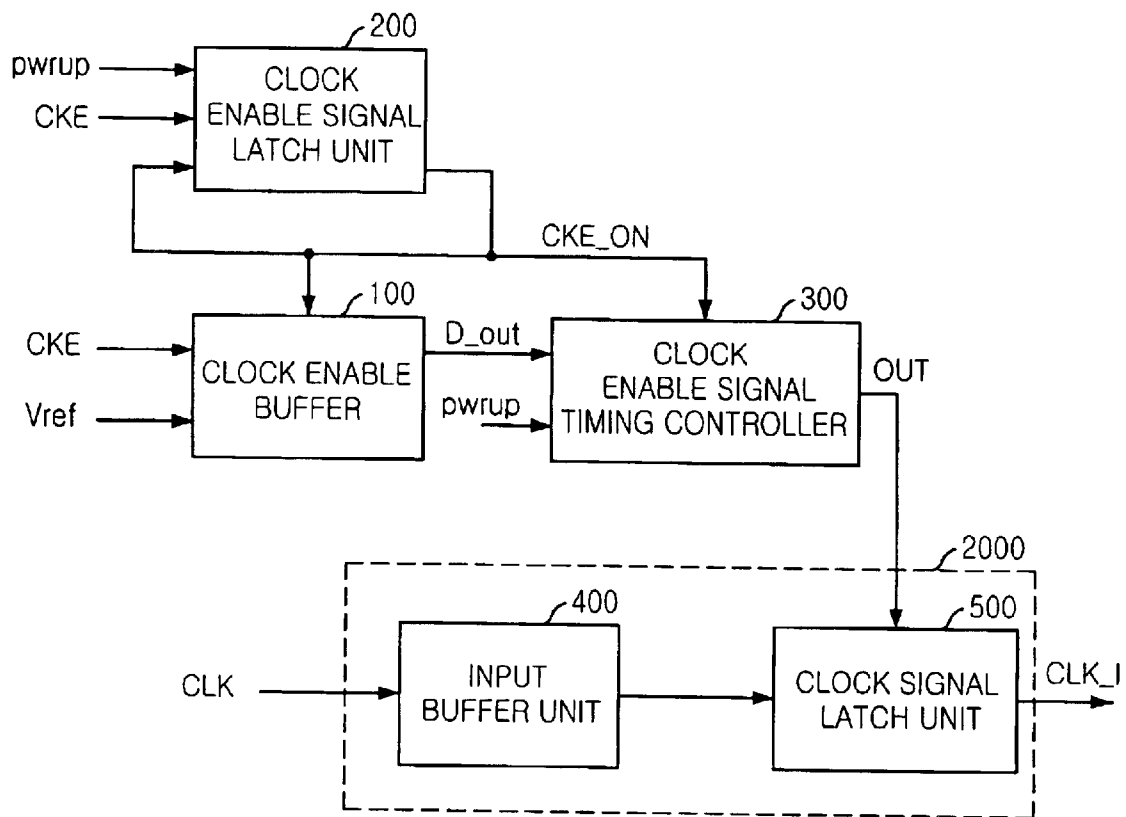 200
pwrup
CKE
CLOCK
ENABLE SIGNAL
LATCH UNIT
CKE_ON
100
300
CKE
Vref
CLOCK ENABLE
BUFFER
D_out
pwrup
CLOCK
ENABLE SIGNAL
TIMING CONTROLLER
OUT
2000
400
500
CLK
INPUT
BUFFER UNIT
CLOCK SIGNAL
LATCH UNIT
CLK_I